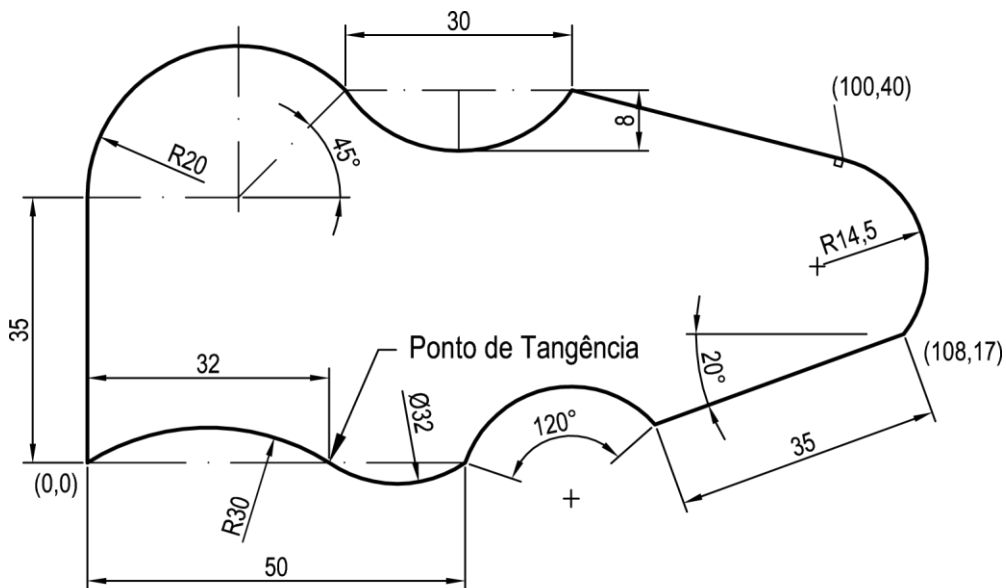 30
(100,40)
8
45°
R20
R14,5
35
Ponto de Tangência
(108,17)
32
20°
Ø32
120°
35
(0,0)
R30
50